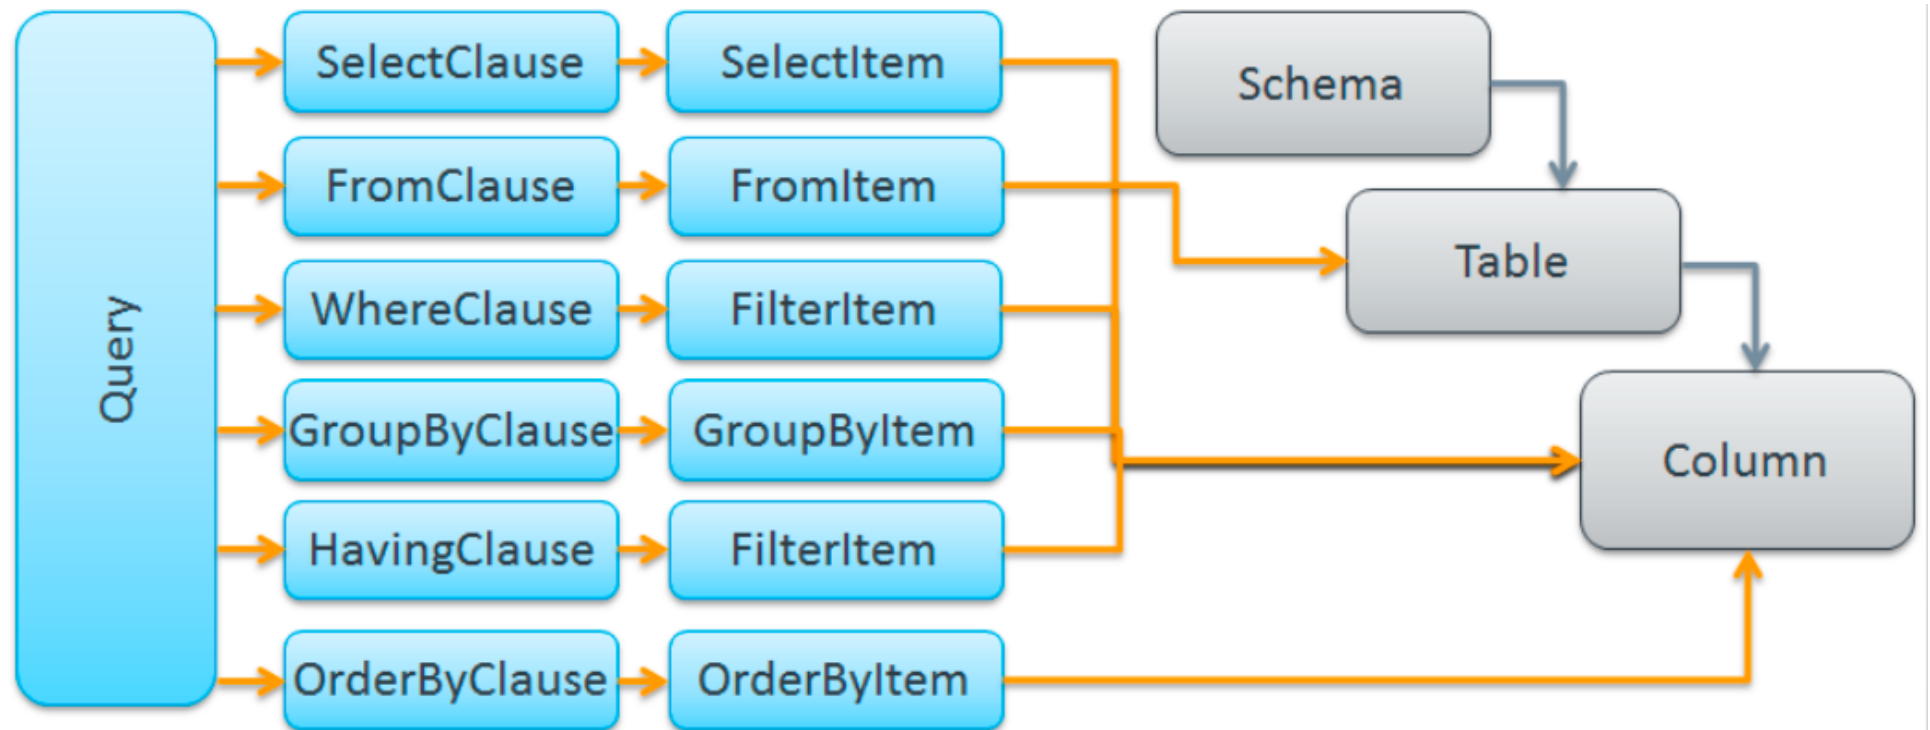 Query
SelectClause
SelectItem
FromClause
FromItem
WhereClause
FilterItem
GroupByClause
GroupByItem
HavingClause
FilterItem
OrderByClause
OrderByItem
Schema
Table
Column